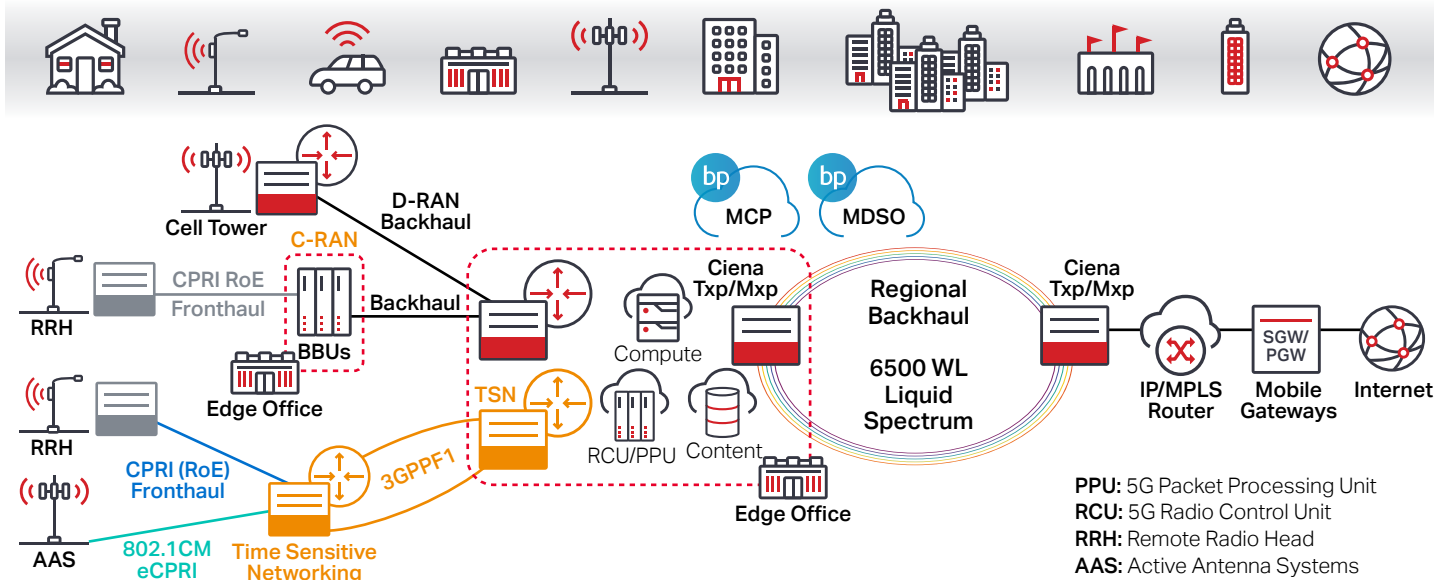 bp
MCP
bp
MDSO
Cell Tower
D-RAN
Backhaul
C-RAN
CPRI RoE
Fronthaul
RRH
BBUs
Backhaul
Edge Office
RRH
CPRI (RoE)
Fronthaul
AAS
802.1CM
eCPRI
Time Sensitive
Networking
3GPPF1
TSN
Compute
RCU/PPU
Content
Edge Office
Ciena
Txp/Mxp
Regional
Backhaul
6500 WL
Liquid
Spectrum
Ciena
Txp/Mxp
IP/MPLS
Router
SGW/
PGW
Mobile
Gateways
Internet
PPU: 5G Packet Processing Unit
RCU: 5G Radio Control Unit
RRH: Remote Radio Head
AAS: Active Antenna Systems